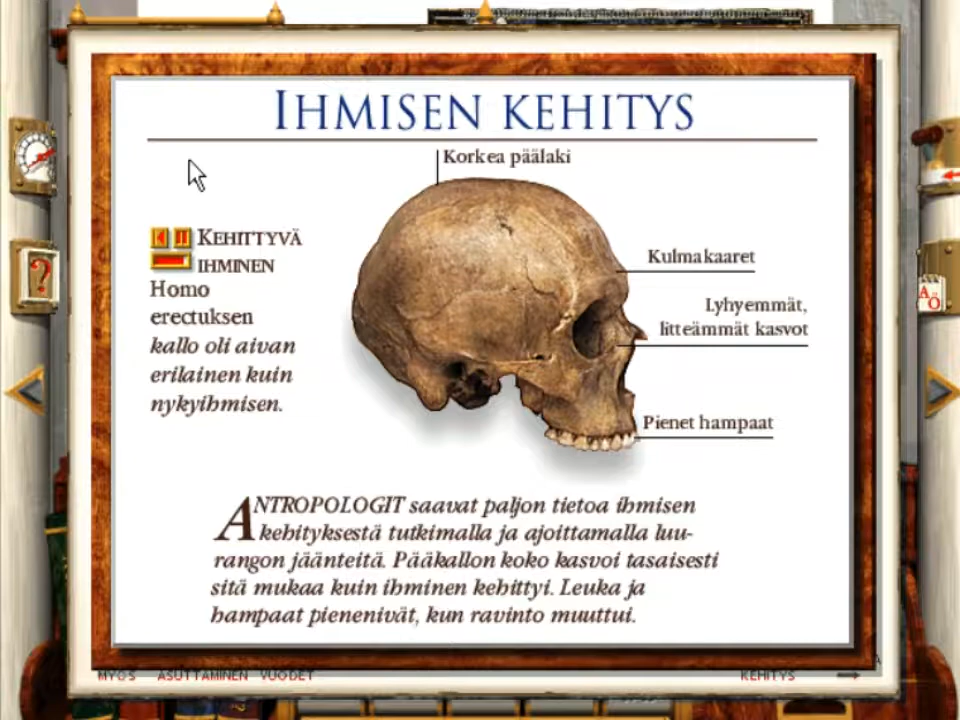 IHMISEN KEHITYS
Korkea päälaki
KEHITTYVÄ
IHMINEN
Homo
erectuksen
kallo oli aivan
erilainen kuin
nykyihmisen.
Kulmakaaret
Lyhyemmät,
litteämmät kasvot
Pienet hampaat
ANTROPOLOGIT saavat paljon tietoa ihmisen
kehityksestä tutkimalla ja ajoittamalla luu-
rangon jäänteitä. Pääkallon koko kasvoi tasaisesti
sitä mukaa kuin ihminen kehittyi. Leuka ja
hampaat pienenivät, kun ravinto muuttui.
?
A
Ö
MYÖS ASUTTAMINEN VUODET
KEHITYS